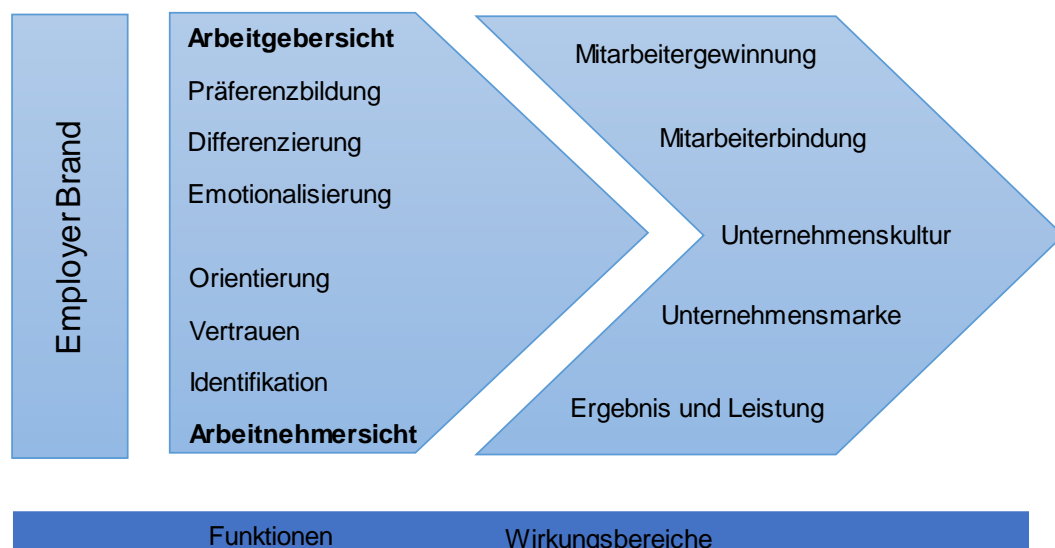 Employer Brand
Arbeitgebersicht
Präferenzbildung
Differenzierung
Emotionalisierung
Orientierung
Vertrauen
Identifikation
Arbeitnehmersicht
Mitarbeitergewinnung
Mitarbeiterbindung
Unternehmenskultur
Unternehmensmarke
Ergebnis und Leistung
Funktionen
Wirkungsbereiche